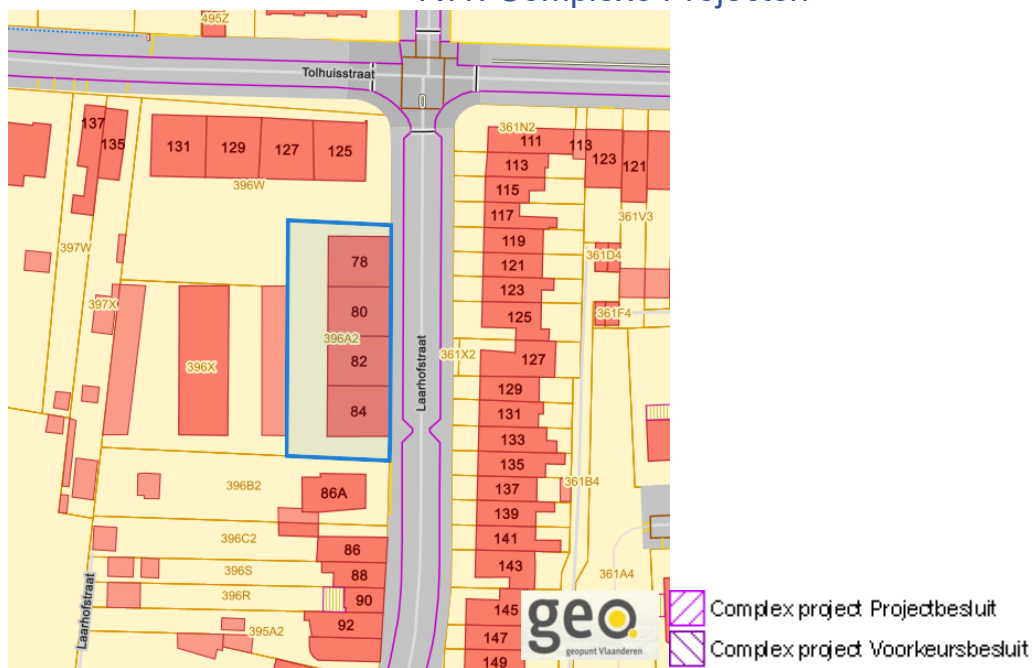 495Z
Tolhuisstraat
137
135
131
129
127
125
361N2
111
113
123
121
113
396W
115
117
361V3
397W
119
78
361D4
121
397X
123
80
361F4
125
396A2
361X2
127
396X
82
Laarhofstraat
129
84
131
133
135
361B4
396B2
86A
137
139
396C2
141
86
143
396S
88
361A4
Laarhofstraat
396R
90
145
395A2
92
147
149
geo
geopunt Vlaanderen
Complex project Projectbesluit
Complex project Voorkeursbesluit